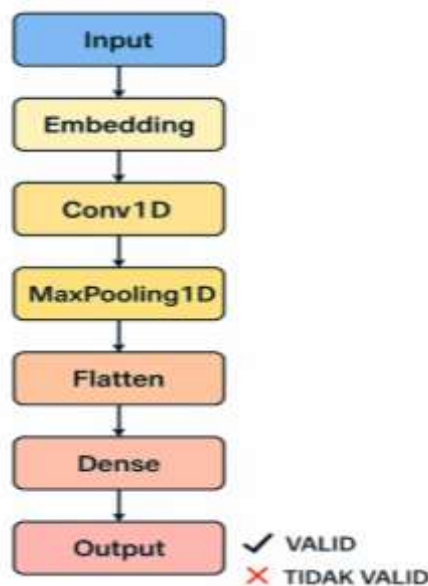 Input
Embedding
Conv1D
MaxPooling1D
Flatten
Dense
Output
✓ VALID
✗ TIDAK VALID